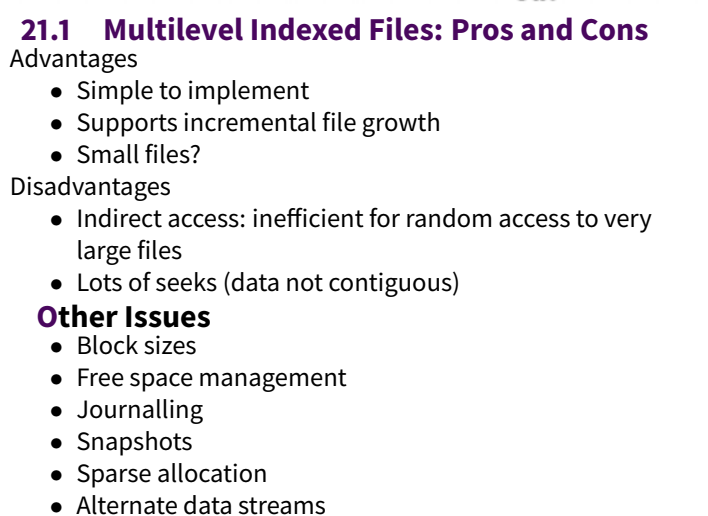 21.1 Multilevel Indexed Files: Pros and Cons
Advantages
• Simple to implement
• Supports incremental file growth
• Small files?
Disadvantages
• Indirect access: inefficient for random access to very
large files
• Lots of seeks (data not contiguous)
Other Issues
• Block sizes
• Free space management
• Journalling
• Snapshots
• Sparse allocation
• Alternate data streams